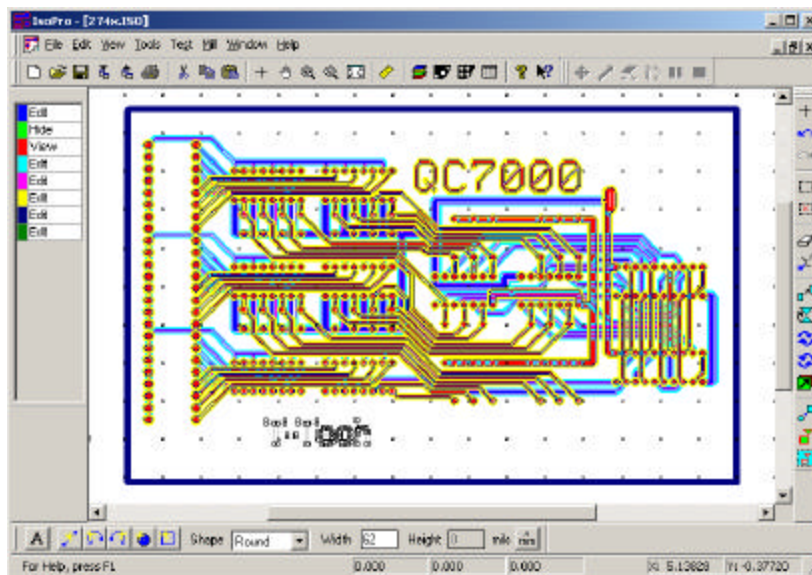 IsoPro - [274x.ISO]
File Edit View Tools Test Mill Window Help
Edit
Hide
View
Edit
Edit
Edit
Edit
Edit
QC7000
A Shape Round Width 62 Height 0 mils mm
For Help, press F1 0.000 0.000 0.000 X: 5.13828 Y: -0.37720